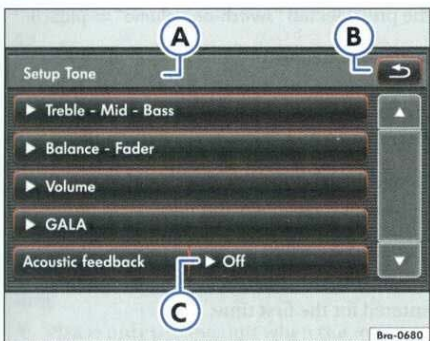 A
B
Setup Tone
▶ Treble - Mid - Bass
▶ Balance - Fader
▶ Volume
▶ GALA
Acoustic feedback ▶ Off
C
Bra-0680